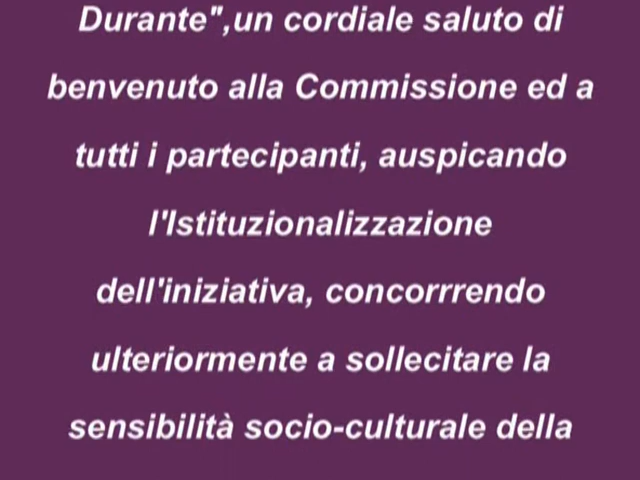 Durante",un cordiale saluto di
benvenuto alla Commissione ed a
tutti i partecipanti, auspicando
l'Istituzionalizzazione
dell'iniziativa, concorrrendo
ulteriormente a sollecitare la
sensibilità socio-culturale della